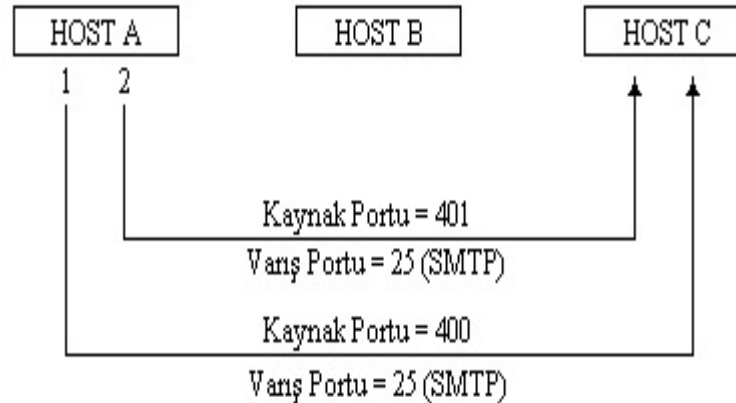 HOST A
HOST B
HOST C
1
2
Kaynak Portu = 401
Varış Portu = 25 (SMTP)
Kaynak Portu = 400
Varış Portu = 25 (SMTP)